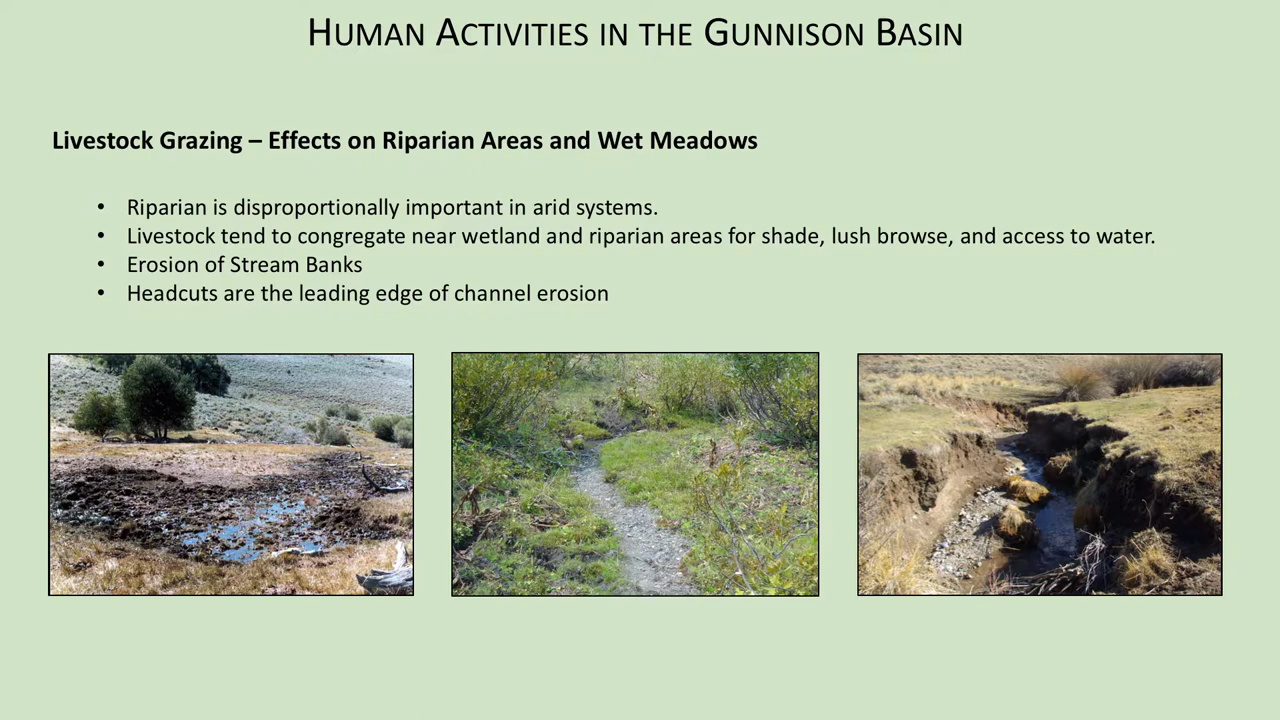 Human Activities in the Gunnison Basin
Livestock Grazing – Effects on Riparian Areas and Wet Meadows
• Riparian is disproportionally important in arid systems.
• Livestock tend to congregate near wetland and riparian areas for shade, lush browse, and access to water.
• Erosion of Stream Banks
• Headcuts are the leading edge of channel erosion